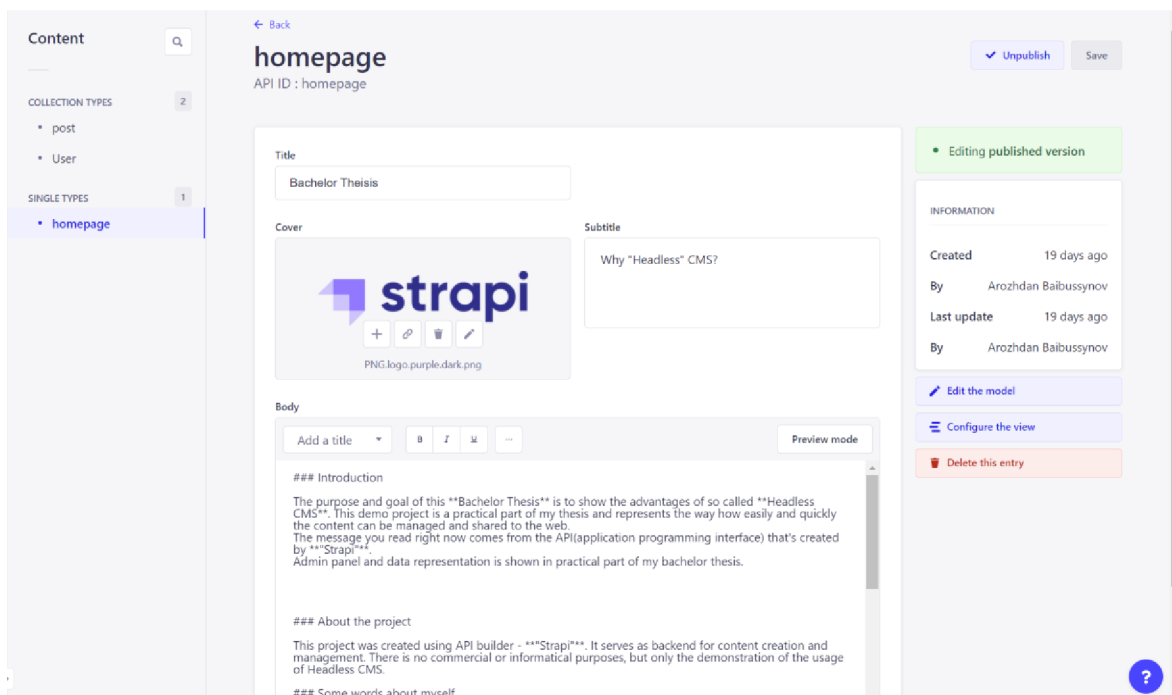 Content
COLLECTION TYPES 2
post
User
SINGLE TYPES 1
homepage
← Back
homepage
API ID : homepage
Unpublish
Save
Title
Bachelor Theisis
Cover
strapi
PNG.logo.purple.dark.png
Subtitle
Why "Headless" CMS?
Body
Add a title
B I U ...
Preview mode
### Introduction
The purpose and goal of this **Bachelor Thesis** is to show the advantages of so called **Headless
CMS**. This demo project is a practical part of my thesis and represents the way how easily and quickly
the content can be managed and shared to the web.
The message you read right now comes from the API(application programming interface) that's created
by **"Strapi"**.
Admin panel and data representation is shown in practical part of my bachelor thesis.
### About the project
This project was created using API builder - **"Strapi"**. It serves as backend for content creation and
management. There is no commercial or informatical purposes, but only the demonstration of the usage
of Headless CMS.
### Some words about myself
Editing published version
INFORMATION
Created 19 days ago
By Arozhdan Baibussynov
Last update 19 days ago
By Arozhdan Baibussynov
Edit the model
Configure the view
Delete this entry
?